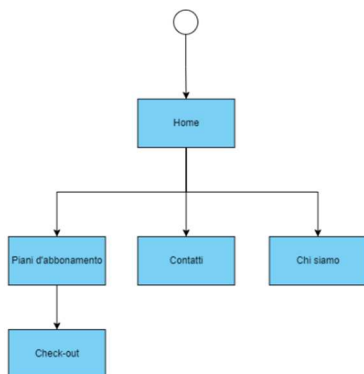 Home
Piani d'abbonamento
Contatti
Chi siamo
Check-out